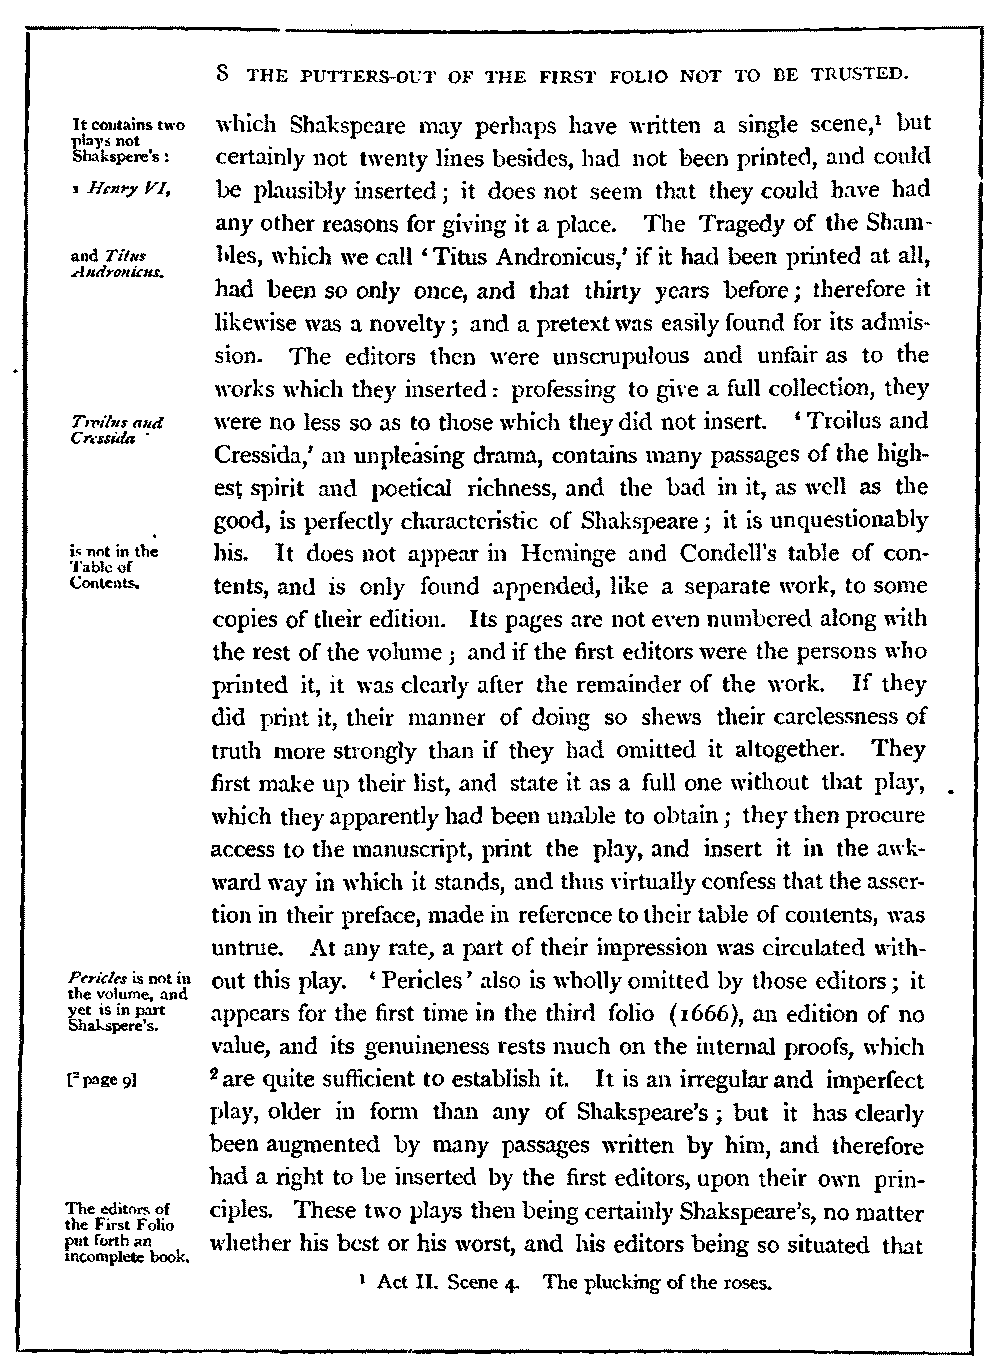 8 THE PUTTERS-OUT OF THE FIRST FOLIO NOT TO BE TRUSTED.
It contains two
plays not
Shakspere's:
1 Henry VI,
and Titus
Andronicus.
Troilus and
Cressida
is not in the
Table of
Contents.
Pericles is not in
the volume, and
yet is in part
Shakspere's.
[² page 9]
The editors of
the First Folio
put forth an
incomplete book.
which Shakspeare may perhaps have written a single scene,¹ but
certainly not twenty lines besides, had not been printed, and could
be plausibly inserted; it does not seem that they could have had
any other reasons for giving it a place. The Tragedy of the Sham-
bles, which we call 'Titus Andronicus,' if it had been printed at all,
had been so only once, and that thirty years before; therefore it
likewise was a novelty; and a pretext was easily found for its admis-
sion. The editors then were unscrupulous and unfair as to the
works which they inserted: professing to give a full collection, they
were no less so as to those which they did not insert. 'Troilus and
Cressida,' an unpleasing drama, contains many passages of the high-
est spirit and poetical richness, and the bad in it, as well as the
good, is perfectly characteristic of Shakspeare; it is unquestionably
his. It does not appear in Heminge and Condell's table of con-
tents, and is only found appended, like a separate work, to some
copies of their edition. Its pages are not even numbered along with
the rest of the volume; and if the first editors were the persons who
printed it, it was clearly after the remainder of the work. If they
did print it, their manner of doing so shews their carelessness of
truth more strongly than if they had omitted it altogether. They
first make up their list, and state it as a full one without that play,
which they apparently had been unable to obtain; they then procure
access to the manuscript, print the play, and insert it in the awk-
ward way in which it stands, and thus virtually confess that the asser-
tion in their preface, made in reference to their table of contents, was
untrue. At any rate, a part of their impression was circulated with-
out this play. 'Pericles' also is wholly omitted by those editors; it
appears for the first time in the third folio (1666), an edition of no
value, and its genuineness rests much on the internal proofs, which
² are quite sufficient to establish it. It is an irregular and imperfect
play, older in form than any of Shakspeare's; but it has clearly
been augmented by many passages written by him, and therefore
had a right to be inserted by the first editors, upon their own prin-
ciples. These two plays then being certainly Shakspeare's, no matter
whether his best or his worst, and his editors being so situated that
¹ Act II. Scene 4. The plucking of the roses.